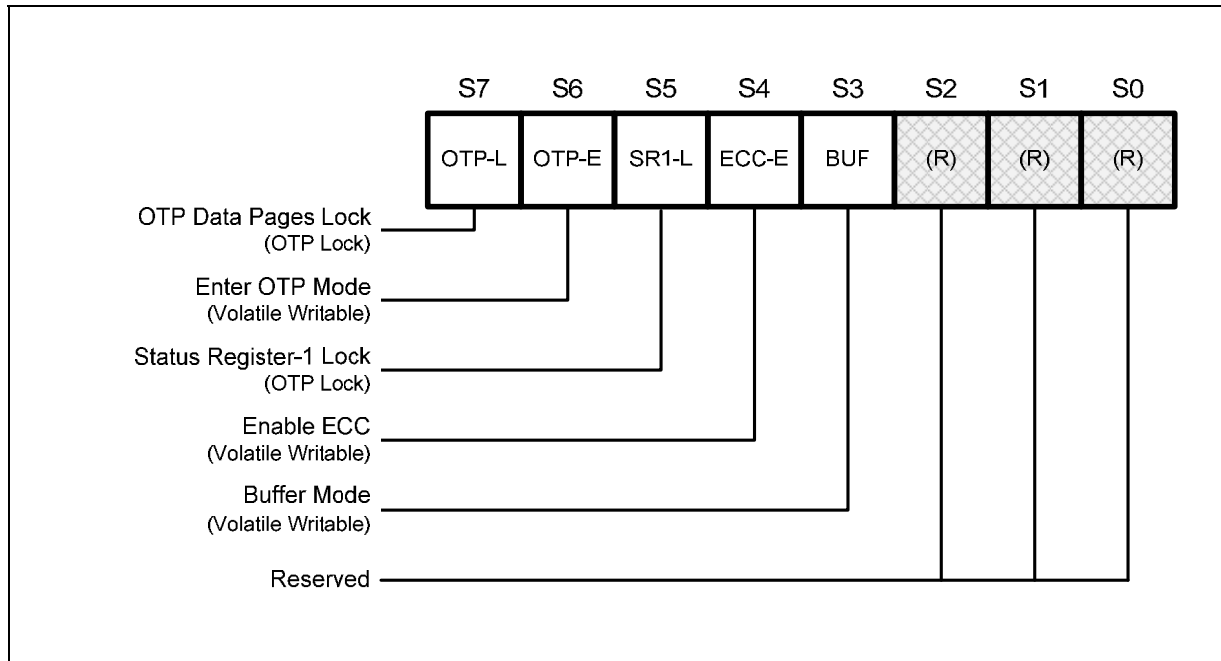 S7 S6 S5 S4 S3 S2 S1 S0
OTP-L OTP-E SR1-L ECC-E BUF (R) (R) (R)
OTP Data Pages Lock
(OTP Lock)
Enter OTP Mode
(Volatile Writable)
Status Register-1 Lock
(OTP Lock)
Enable ECC
(Volatile Writable)
Buffer Mode
(Volatile Writable)
Reserved